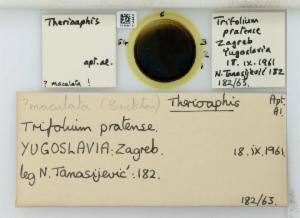 Therioaphis
apt. al.
? maculata !
6
Trifolium
pratense
Zagreb
Yugoslavia
18. ix. 1961
N. Tanasijević 182
182/63.
?maculata (Buckton) Therioaphis
Apt.
Al.
Trifolium pratense.
YUGOSLAVIA: Zagreb. 18. ix. 1961
leg N. Tanasijević: 182.
182/63.